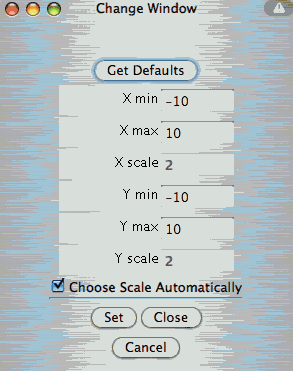 Change Window
Get Defaults
X min -10
X max 10
X scale 2
Y min -10
Y max 10
Y scale 2
Choose Scale Automatically
Set Close
Cancel